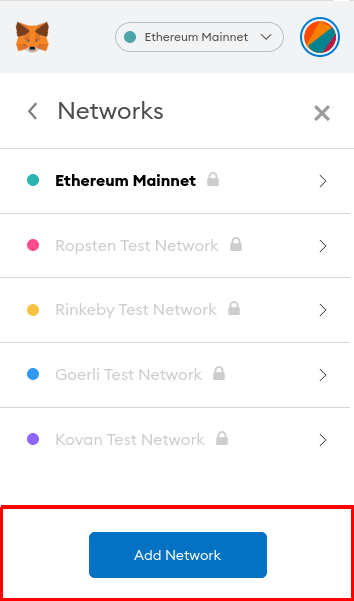 Ethereum Mainnet
Networks
Ethereum Mainnet
Ropsten Test Network
Rinkeby Test Network
Goerli Test Network
Kovan Test Network
Add Network